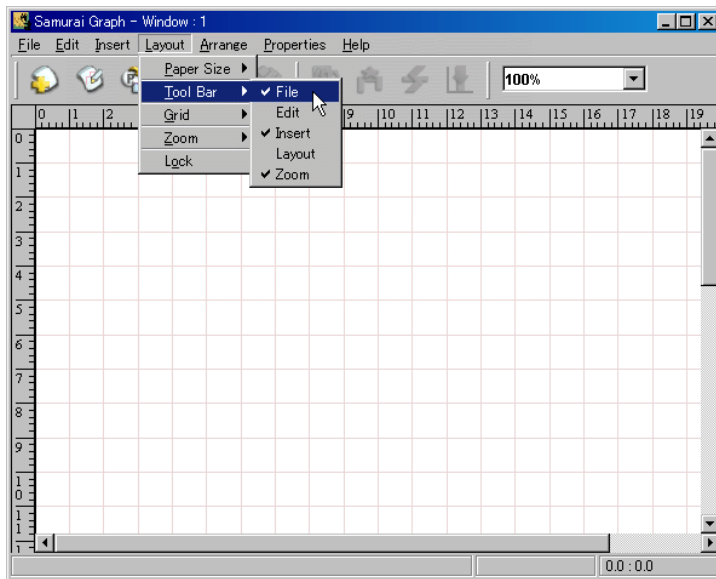 Samurai Graph - Window : 1
File Edit Insert Layout Arrange Properties Help
100%
Paper Size
Tool Bar
Grid
Zoom
Lock
File
Edit
Insert
Layout
Zoom
0 1 2 9 10 11 12 13 14 15 16 17 18 19
0
1
2
3
4
5
6
7
8
9
10
11
0.0 : 0.0